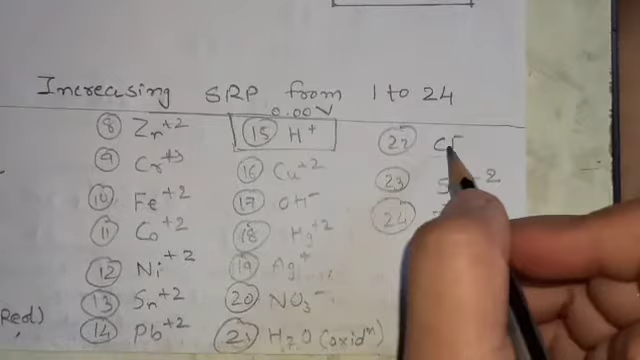 Increasing SRP from 1 to 24
0.00V
8 Zn+2
9 Cr+3
10 Fe+2
11 Co+2
12 Ni+2
13 Sn+2
14 Pb+2
15 H+
16 Cu+2
17 OH-
18 Hg+2
19 Ag+
20 NO3-
21 H2O (oxidn)
22
23
24
Red)